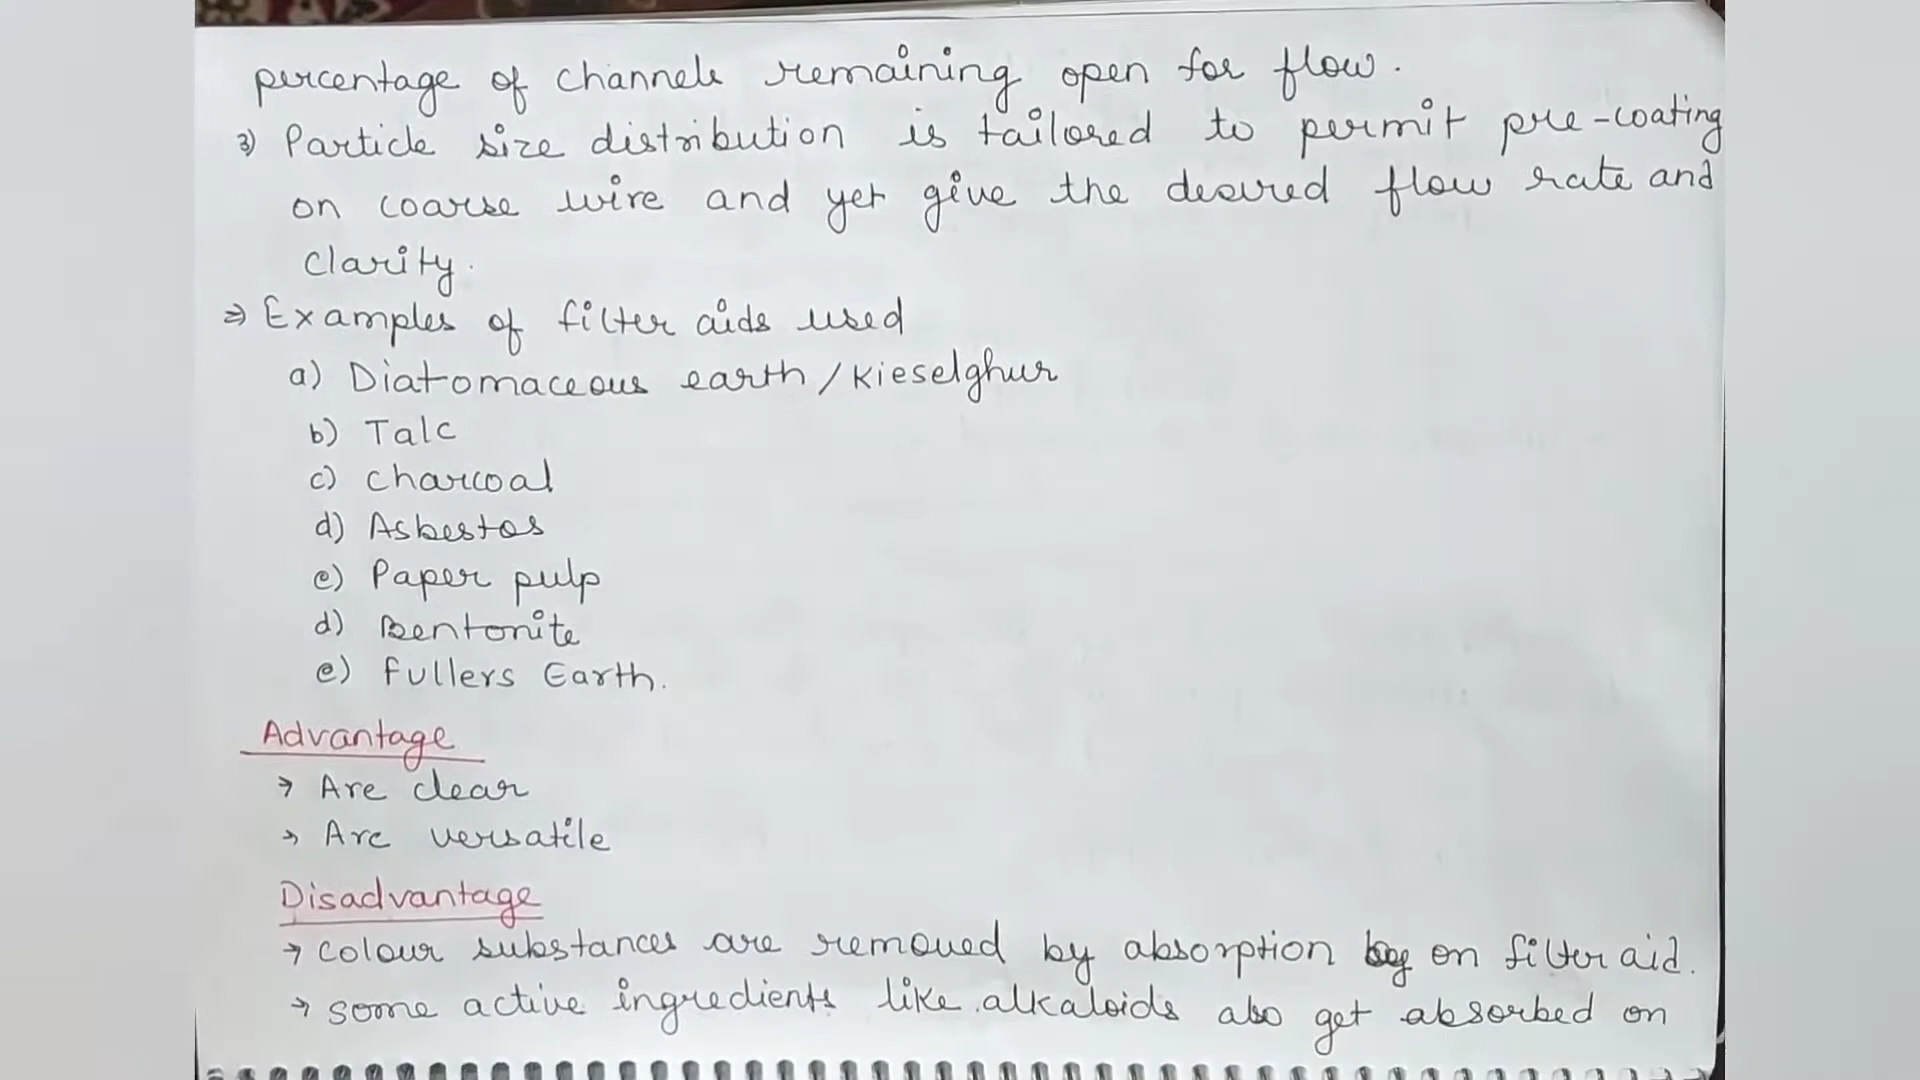 percentage of channels remaining open for flow.
3) Particle size distribution is tailored to permit pre-coating
on coarse wire and yet give the desired flow rate and
clarity.
⇒ Examples of filter aids used
a) Diatomaceous earth / Kieselghur
b) Talc
c) Charcoal
d) Asbestos
e) Paper pulp
d) Bentonite
e) Fullers Earth.
Advantage
→ Are clear
→ Are versatile
Disadvantage
→ Colour substances are removed by absorption on filter aid.
→ Some active ingredients like alkaloids also get absorbed on